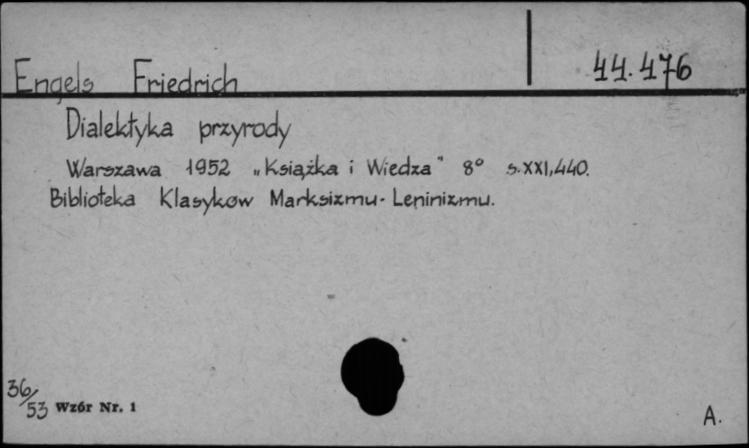 Engels Friedrich 44.476
Dialektyka przyrody
Warszawa 1952 „Książka i Wiedza" 8° s.XXI,440.
Biblioteka Klasyków Marksizmu-Leninizmu.
36/53 Wzór Nr. 1
A.